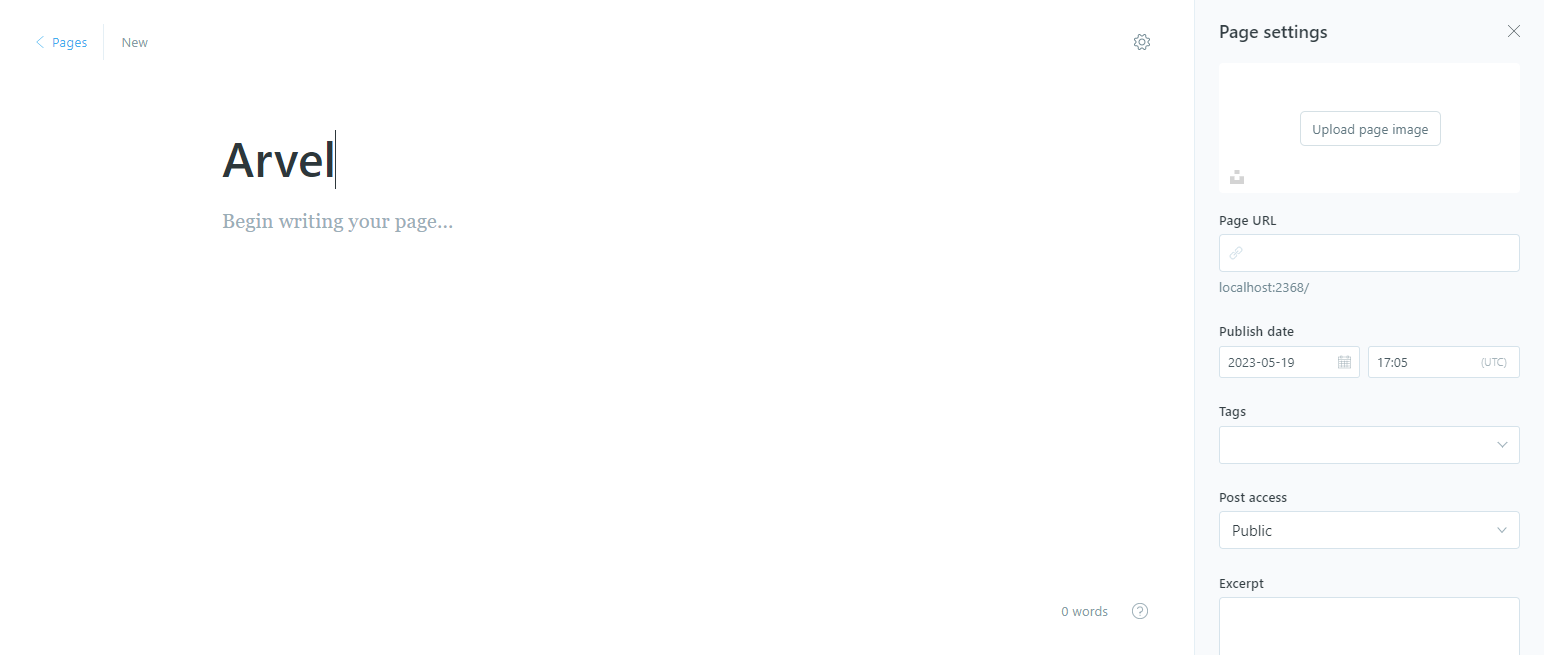 Pages
New
Arvel
Begin writing your page...
0 words
Page settings
Upload page image
Page URL
localhost:2368/
Publish date
2023-05-19
17:05
(UTC)
Tags
Post access
Public
Excerpt